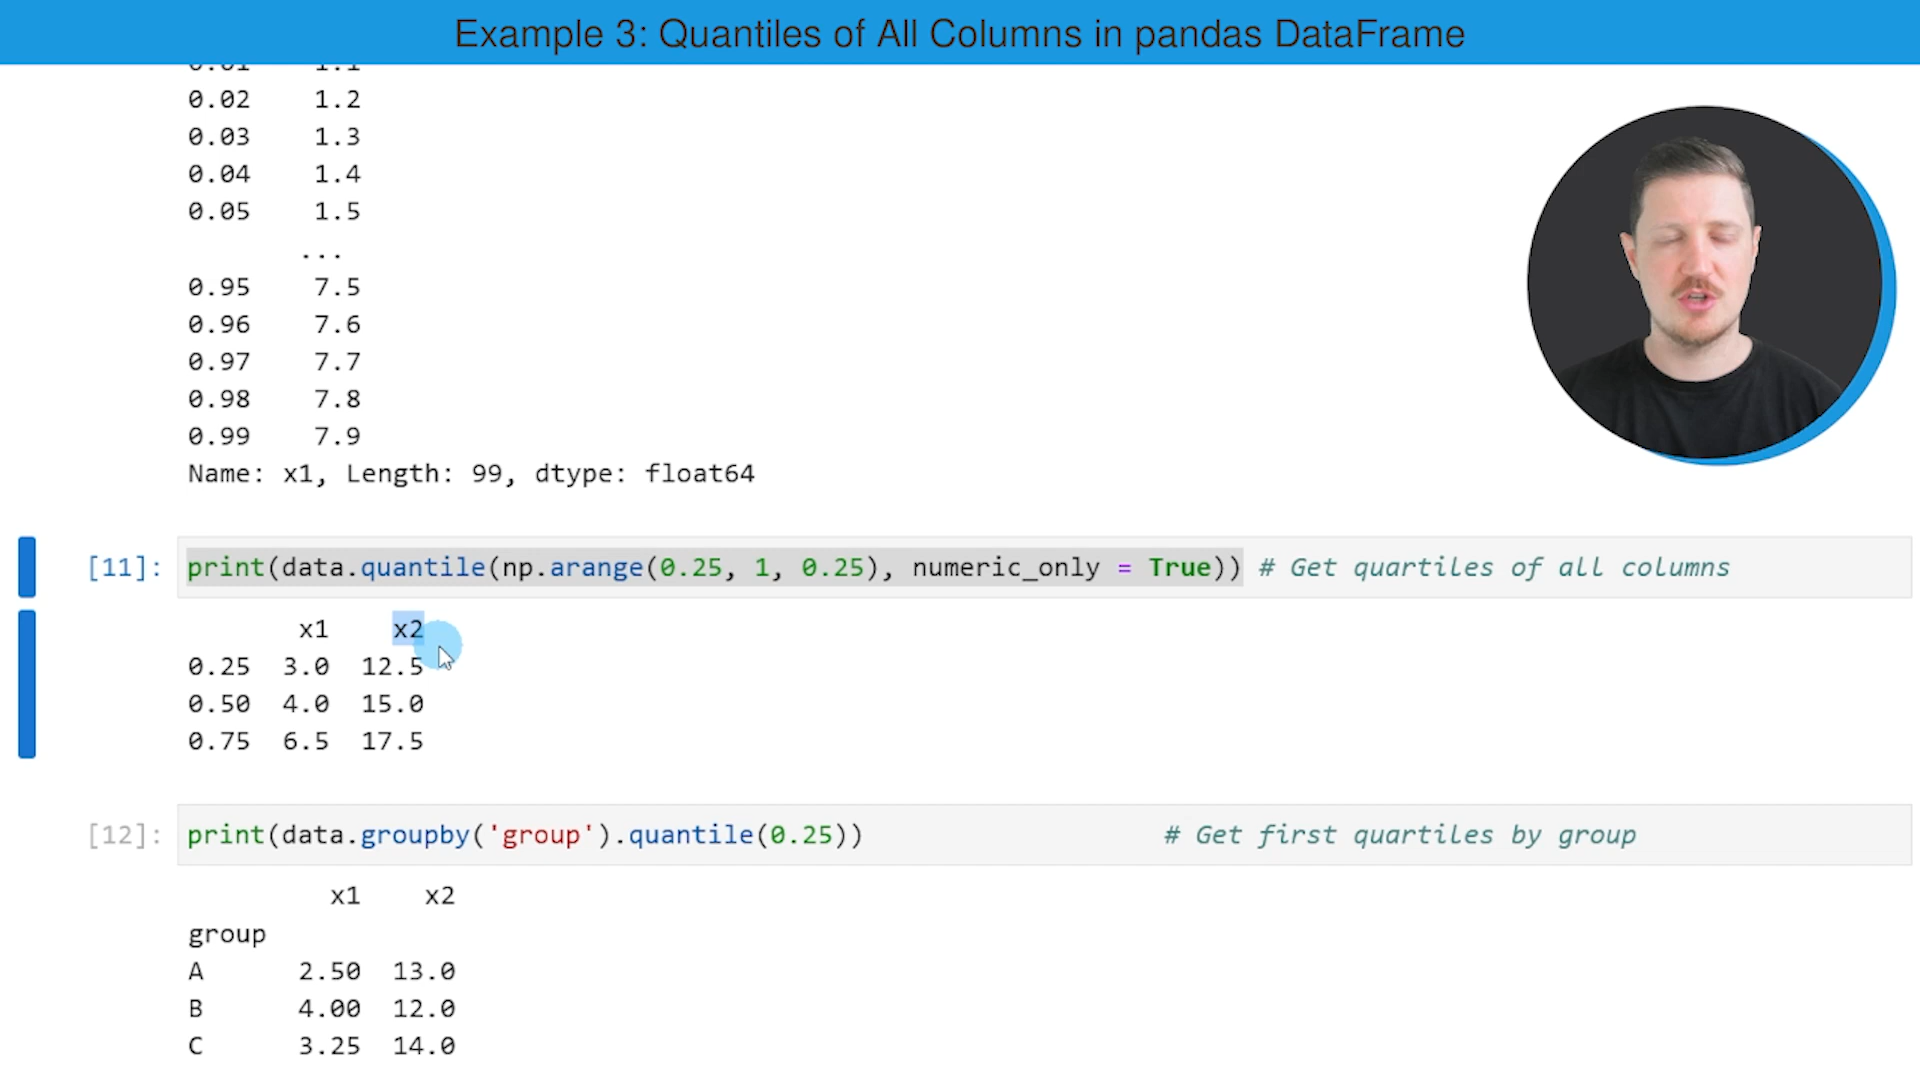 Example 3: Quantiles of All Columns in pandas DataFrame
0.01 1.1
0.02 1.2
0.03 1.3
0.04 1.4
0.05 1.5
...
0.95 7.5
0.96 7.6
0.97 7.7
0.98 7.8
0.99 7.9
Name: x1, Length: 99, dtype: float64
[11]: print(data.quantile(np.arange(0.25, 1, 0.25), numeric_only = True)) # Get quartiles of all columns
x1 x2
0.25 3.0 12.5
0.50 4.0 15.0
0.75 6.5 17.5
[12]: print(data.groupby('group').quantile(0.25)) # Get first quartiles by group
x1 x2
group
A 2.50 13.0
B 4.00 12.0
C 3.25 14.0